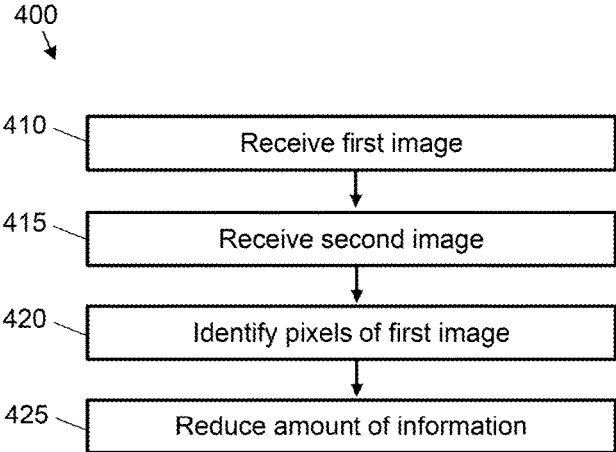 400
410 Receive first image
415 Receive second image
420 Identify pixels of first image
425 Reduce amount of information